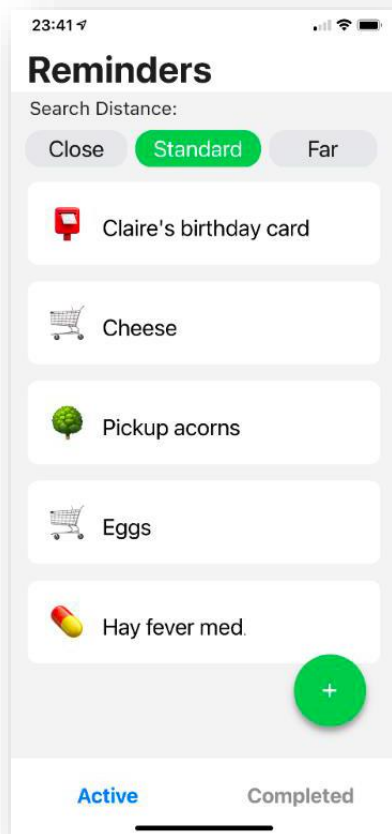 23:41
Reminders
Search Distance:
Close Standard Far
Claire's birthday card
Cheese
Pickup acorns
Eggs
Hay fever med.
+
Active Completed